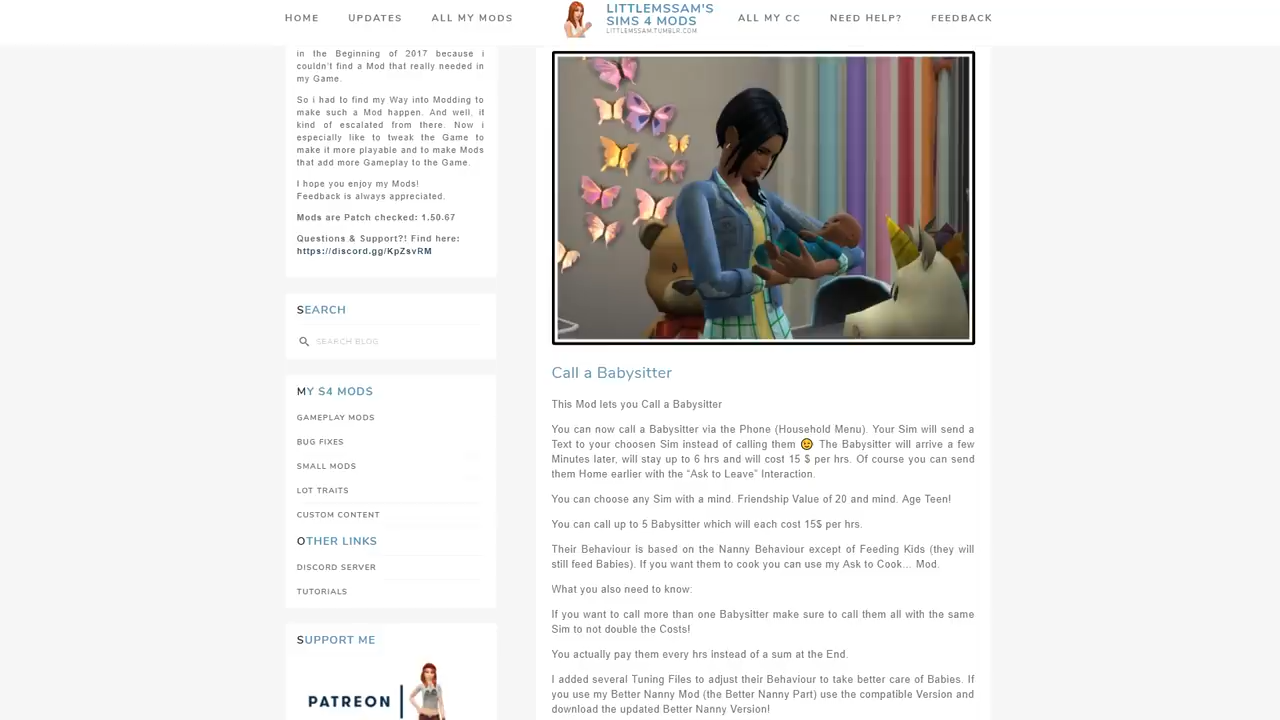 HOME UPDATES ALL MY MODS
LITTLEMSSAM'S
SIMS 4 MODS
LITTLEMSSAM.TUMBLR.COM
ALL MY CC NEED HELP? FEEDBACK
in the Beginning of 2017 because i
couldn't find a Mod that really needed in
my Game.
So i had to find my Way into Modding to
make such a Mod happen. And well, it
kind of escalated from there. Now i
especially like to tweak the Game to
make it more playable and to make Mods
that add more Gameplay to the Game.
I hope you enjoy my Mods!
Feedback is always appreciated.
Mods are Patch checked: 1.50.67
Questions & Support?! Find here:
https://discord.gg/KpZsvRM
SEARCH
SEARCH BLOG
MY S4 MODS
GAMEPLAY MODS
BUG FIXES
SMALL MODS
LOT TRAITS
CUSTOM CONTENT
OTHER LINKS
DISCORD SERVER
TUTORIALS
SUPPORT ME
PATREON
Call a Babysitter
This Mod lets you Call a Babysitter
You can now call a Babysitter via the Phone (Household Menu). Your Sim will send a
Text to your choosen Sim instead of calling them 😉 The Babysitter will arrive a few
Minutes later, will stay up to 6 hrs and will cost 15 $ per hrs. Of course you can send
them Home earlier with the “Ask to Leave” Interaction.
You can choose any Sim with a mind. Friendship Value of 20 and mind. Age Teen!
You can call up to 5 Babysitter which will each cost 15$ per hrs.
Their Behaviour is based on the Nanny Behaviour except of Feeding Kids (they will
still feed Babies). If you want them to cook you can use my Ask to Cook... Mod.
What you also need to know:
If you want to call more than one Babysitter make sure to call them all with the same
Sim to not double the Costs!
You actually pay them every hrs instead of a sum at the End.
I added several Tuning Files to adjust their Behaviour to take better care of Babies. If
you use my Better Nanny Mod (the Better Nanny Part) use the compatible Version and
download the updated Better Nanny Version!